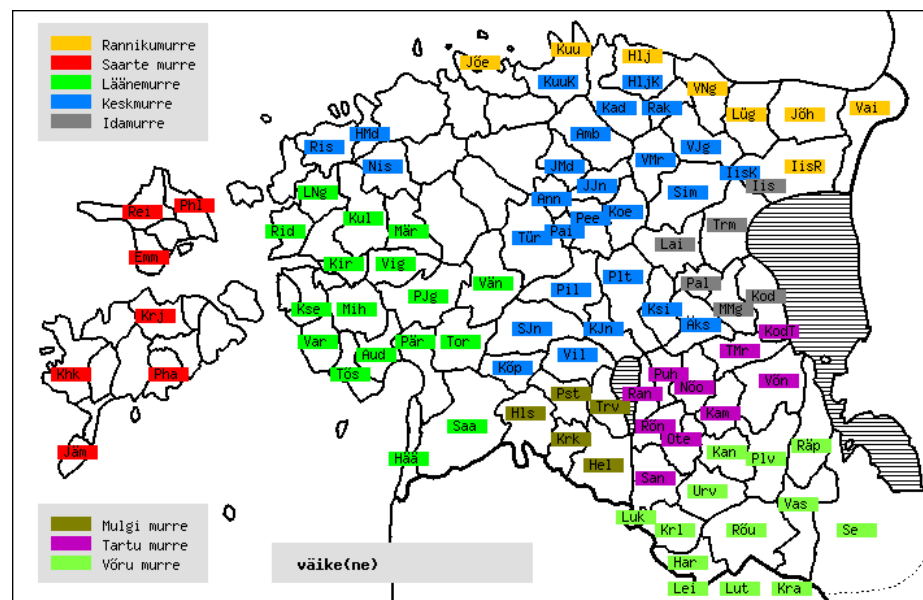 Rannikumurre
Saarte murre
Läänemurre
Keskmurre
Idamurre
Kuu
Jõe
Hlj
KuuK
HljK
VNg
Kad
Rak
Lüg
Jõh
Vai
HMd
Ris
Amb
VJg
Nis
JMd
VMr
IisR
IisK
Iis
LNg
JJn
Sim
Ann
Rei
Phl
Kul
Pee
Koe
Rid
Mär
Tür
Pai
Trm
Lai
Emm
Kir
Vig
Vän
Plt
Pal
PJg
Pil
Kod
Kse
Mih
Ksi
MMg
Krj
SJn
KJn
Aks
KodT
Var
Aud
Pär
Tor
TMr
Vil
Khk
Pha
Tõs
Köp
Puh
Nõo
Võn
Pst
Ran
Trv
Hls
Kam
Saa
Rõn
Krk
Ote
Jäm
Hää
Hel
Kan
Plv
Räp
San
Urv
Vas
Luk
Krl
Rõu
Se
Har
Lei
Lut
Kra
Mulgi murre
Tartu murre
Võru murre
väike(ne)